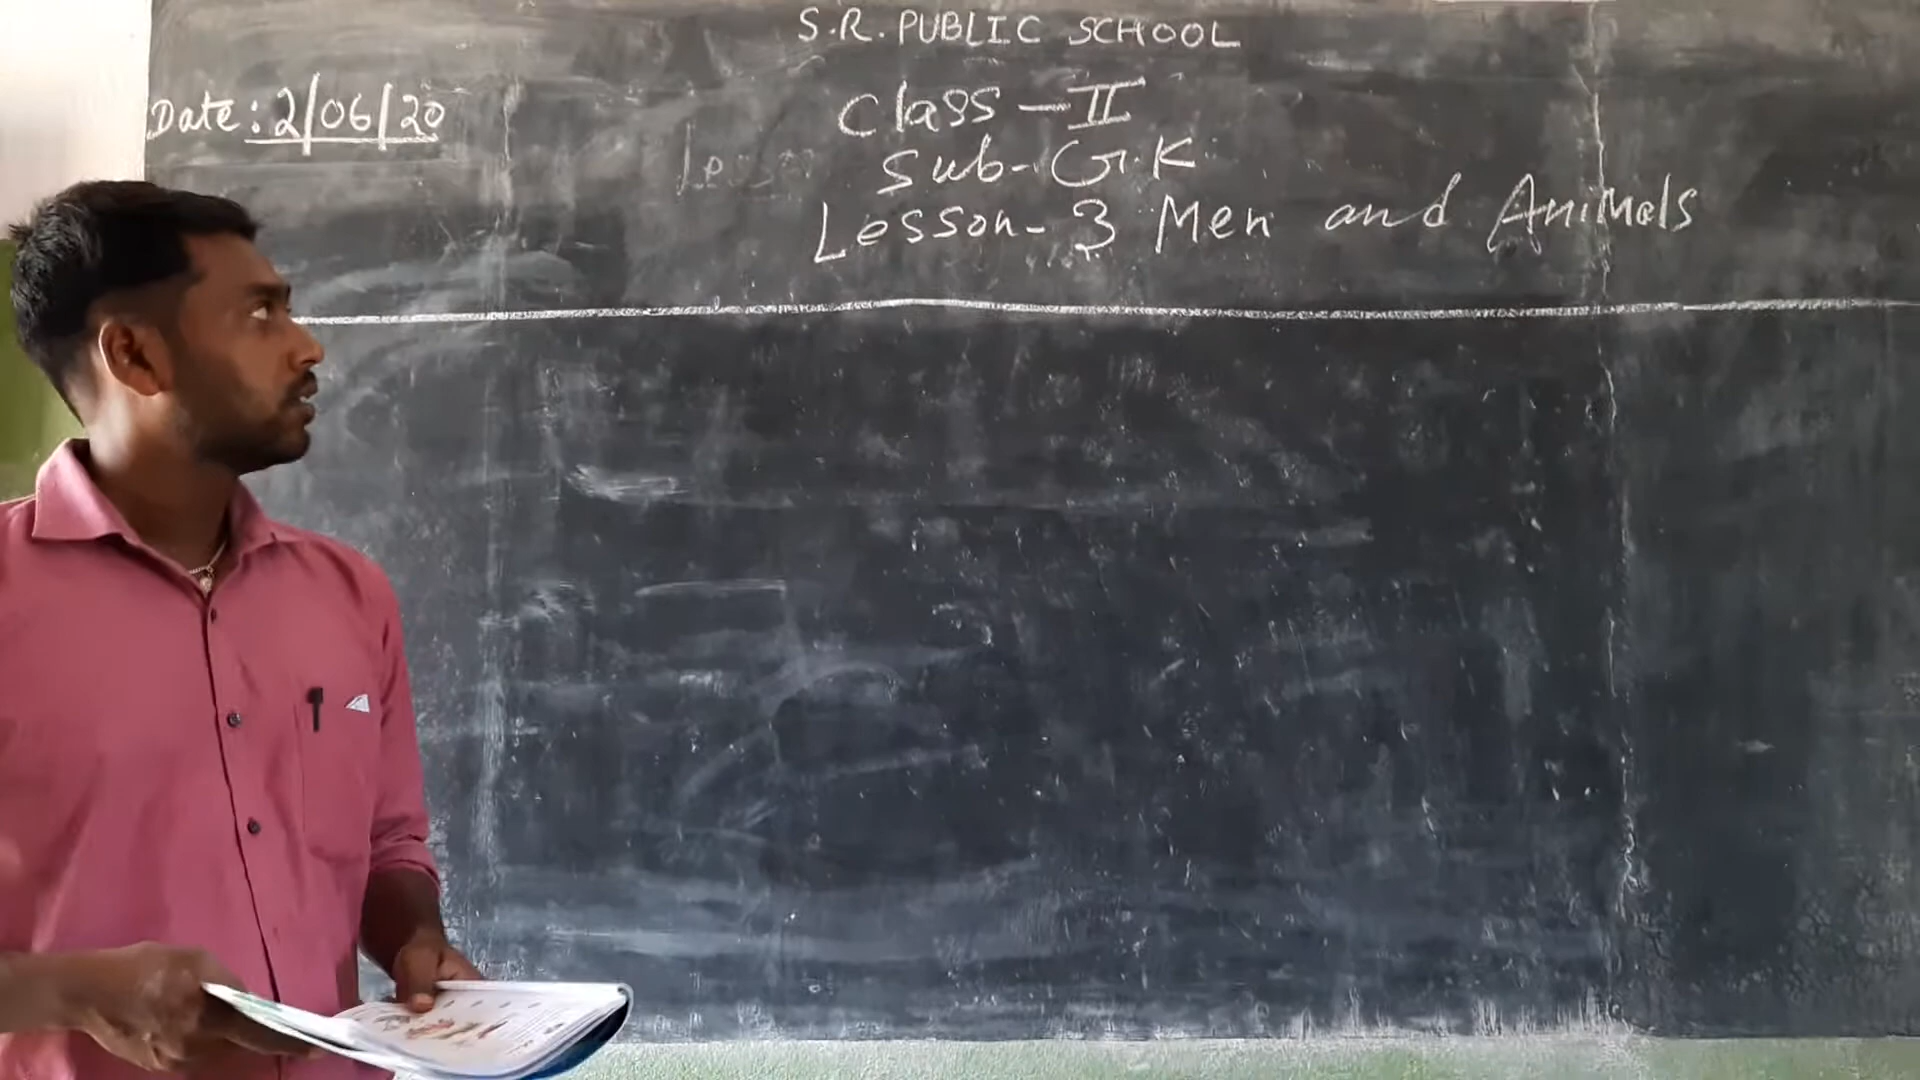 S.R. PUBLIC SCHOOL
Date: 2/06/20
Class - II
Sub - G.K
Lesson - 3 Men and Animals